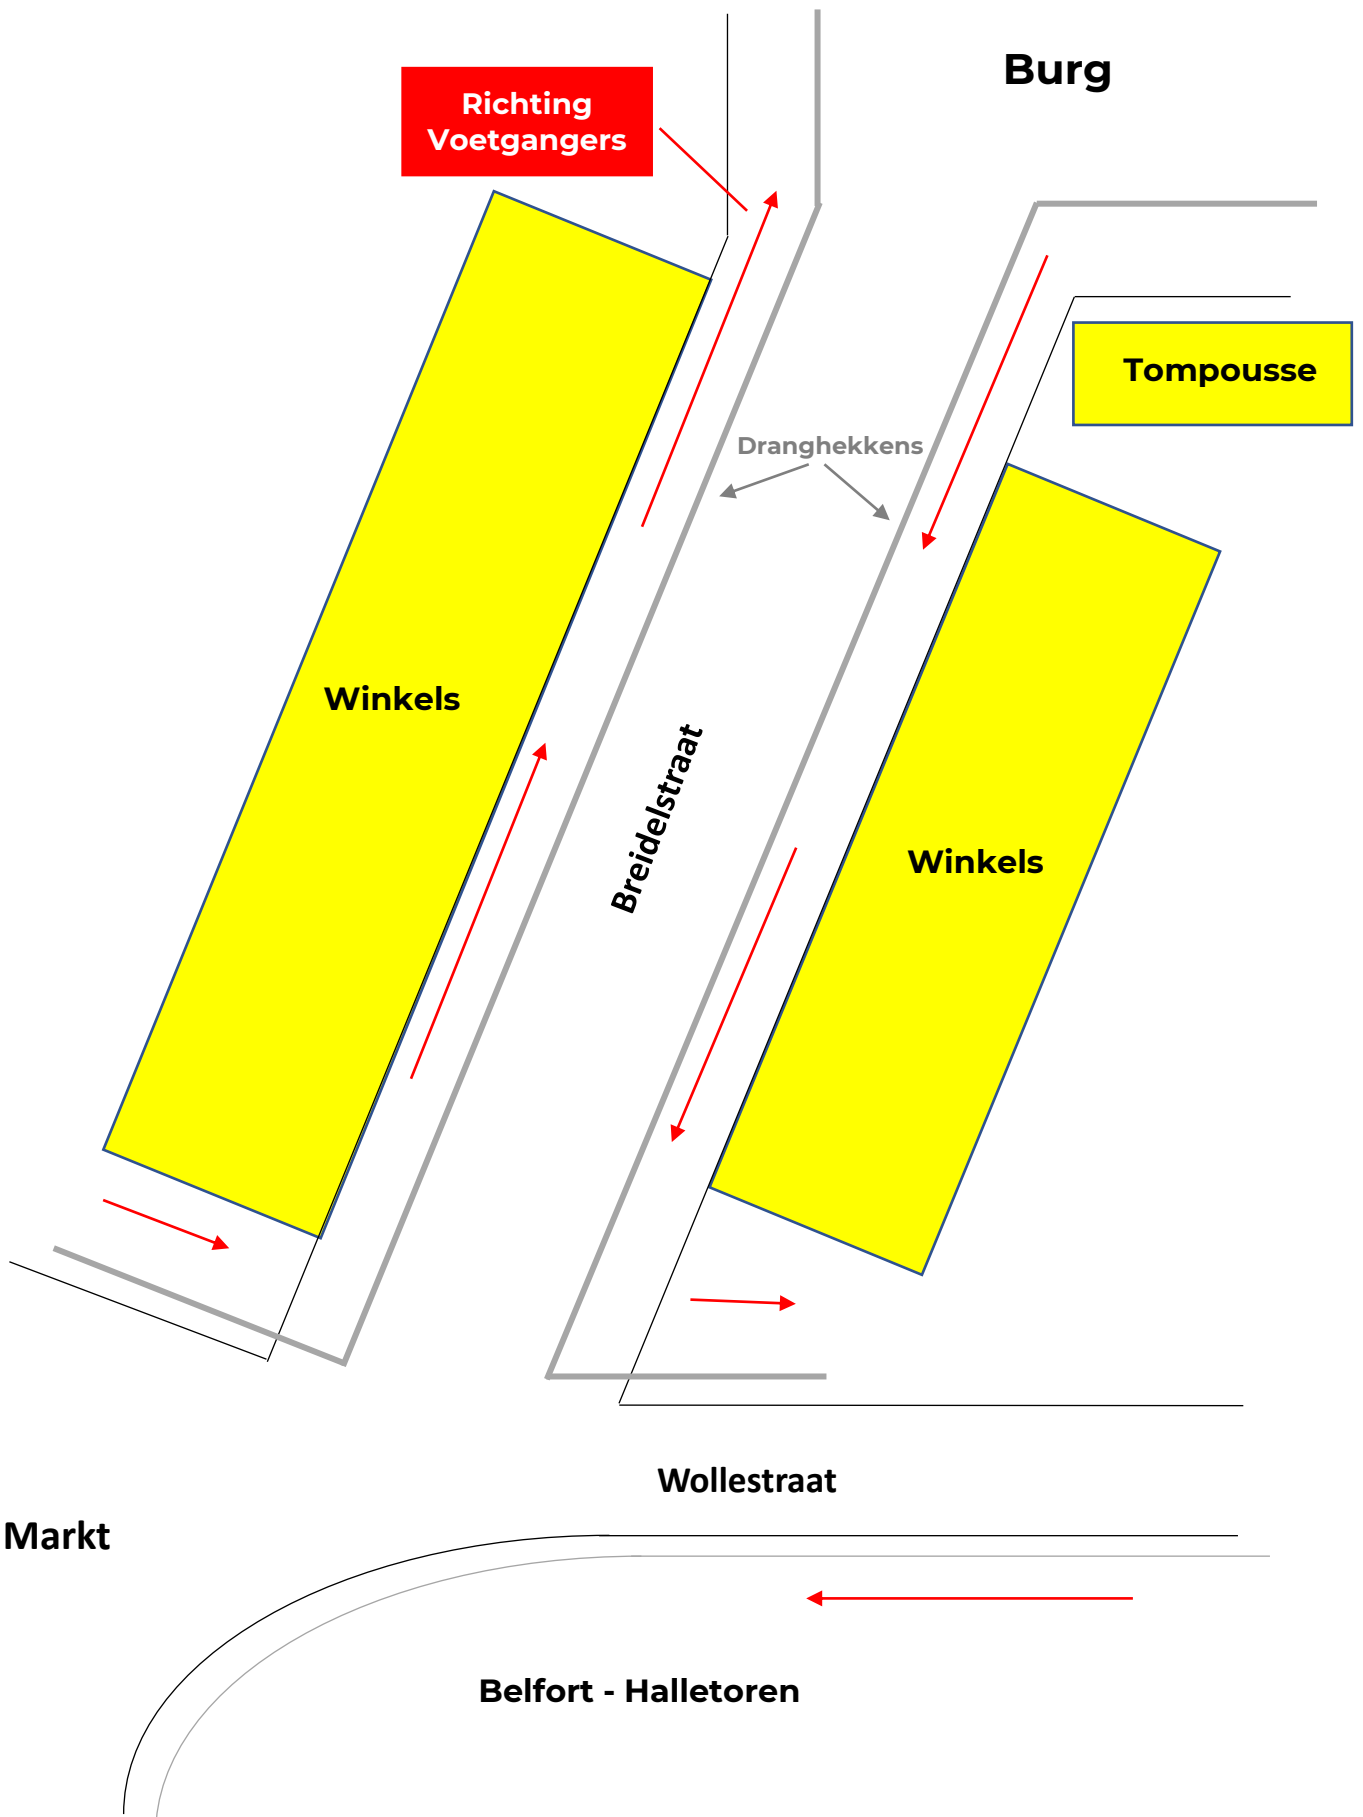 Burg
Richting
Voetgangers
Tompousse
Dranghekkens
Winkels
Breidelstraat
Winkels
Wollestraat
Markt
Belfort - Halletoren